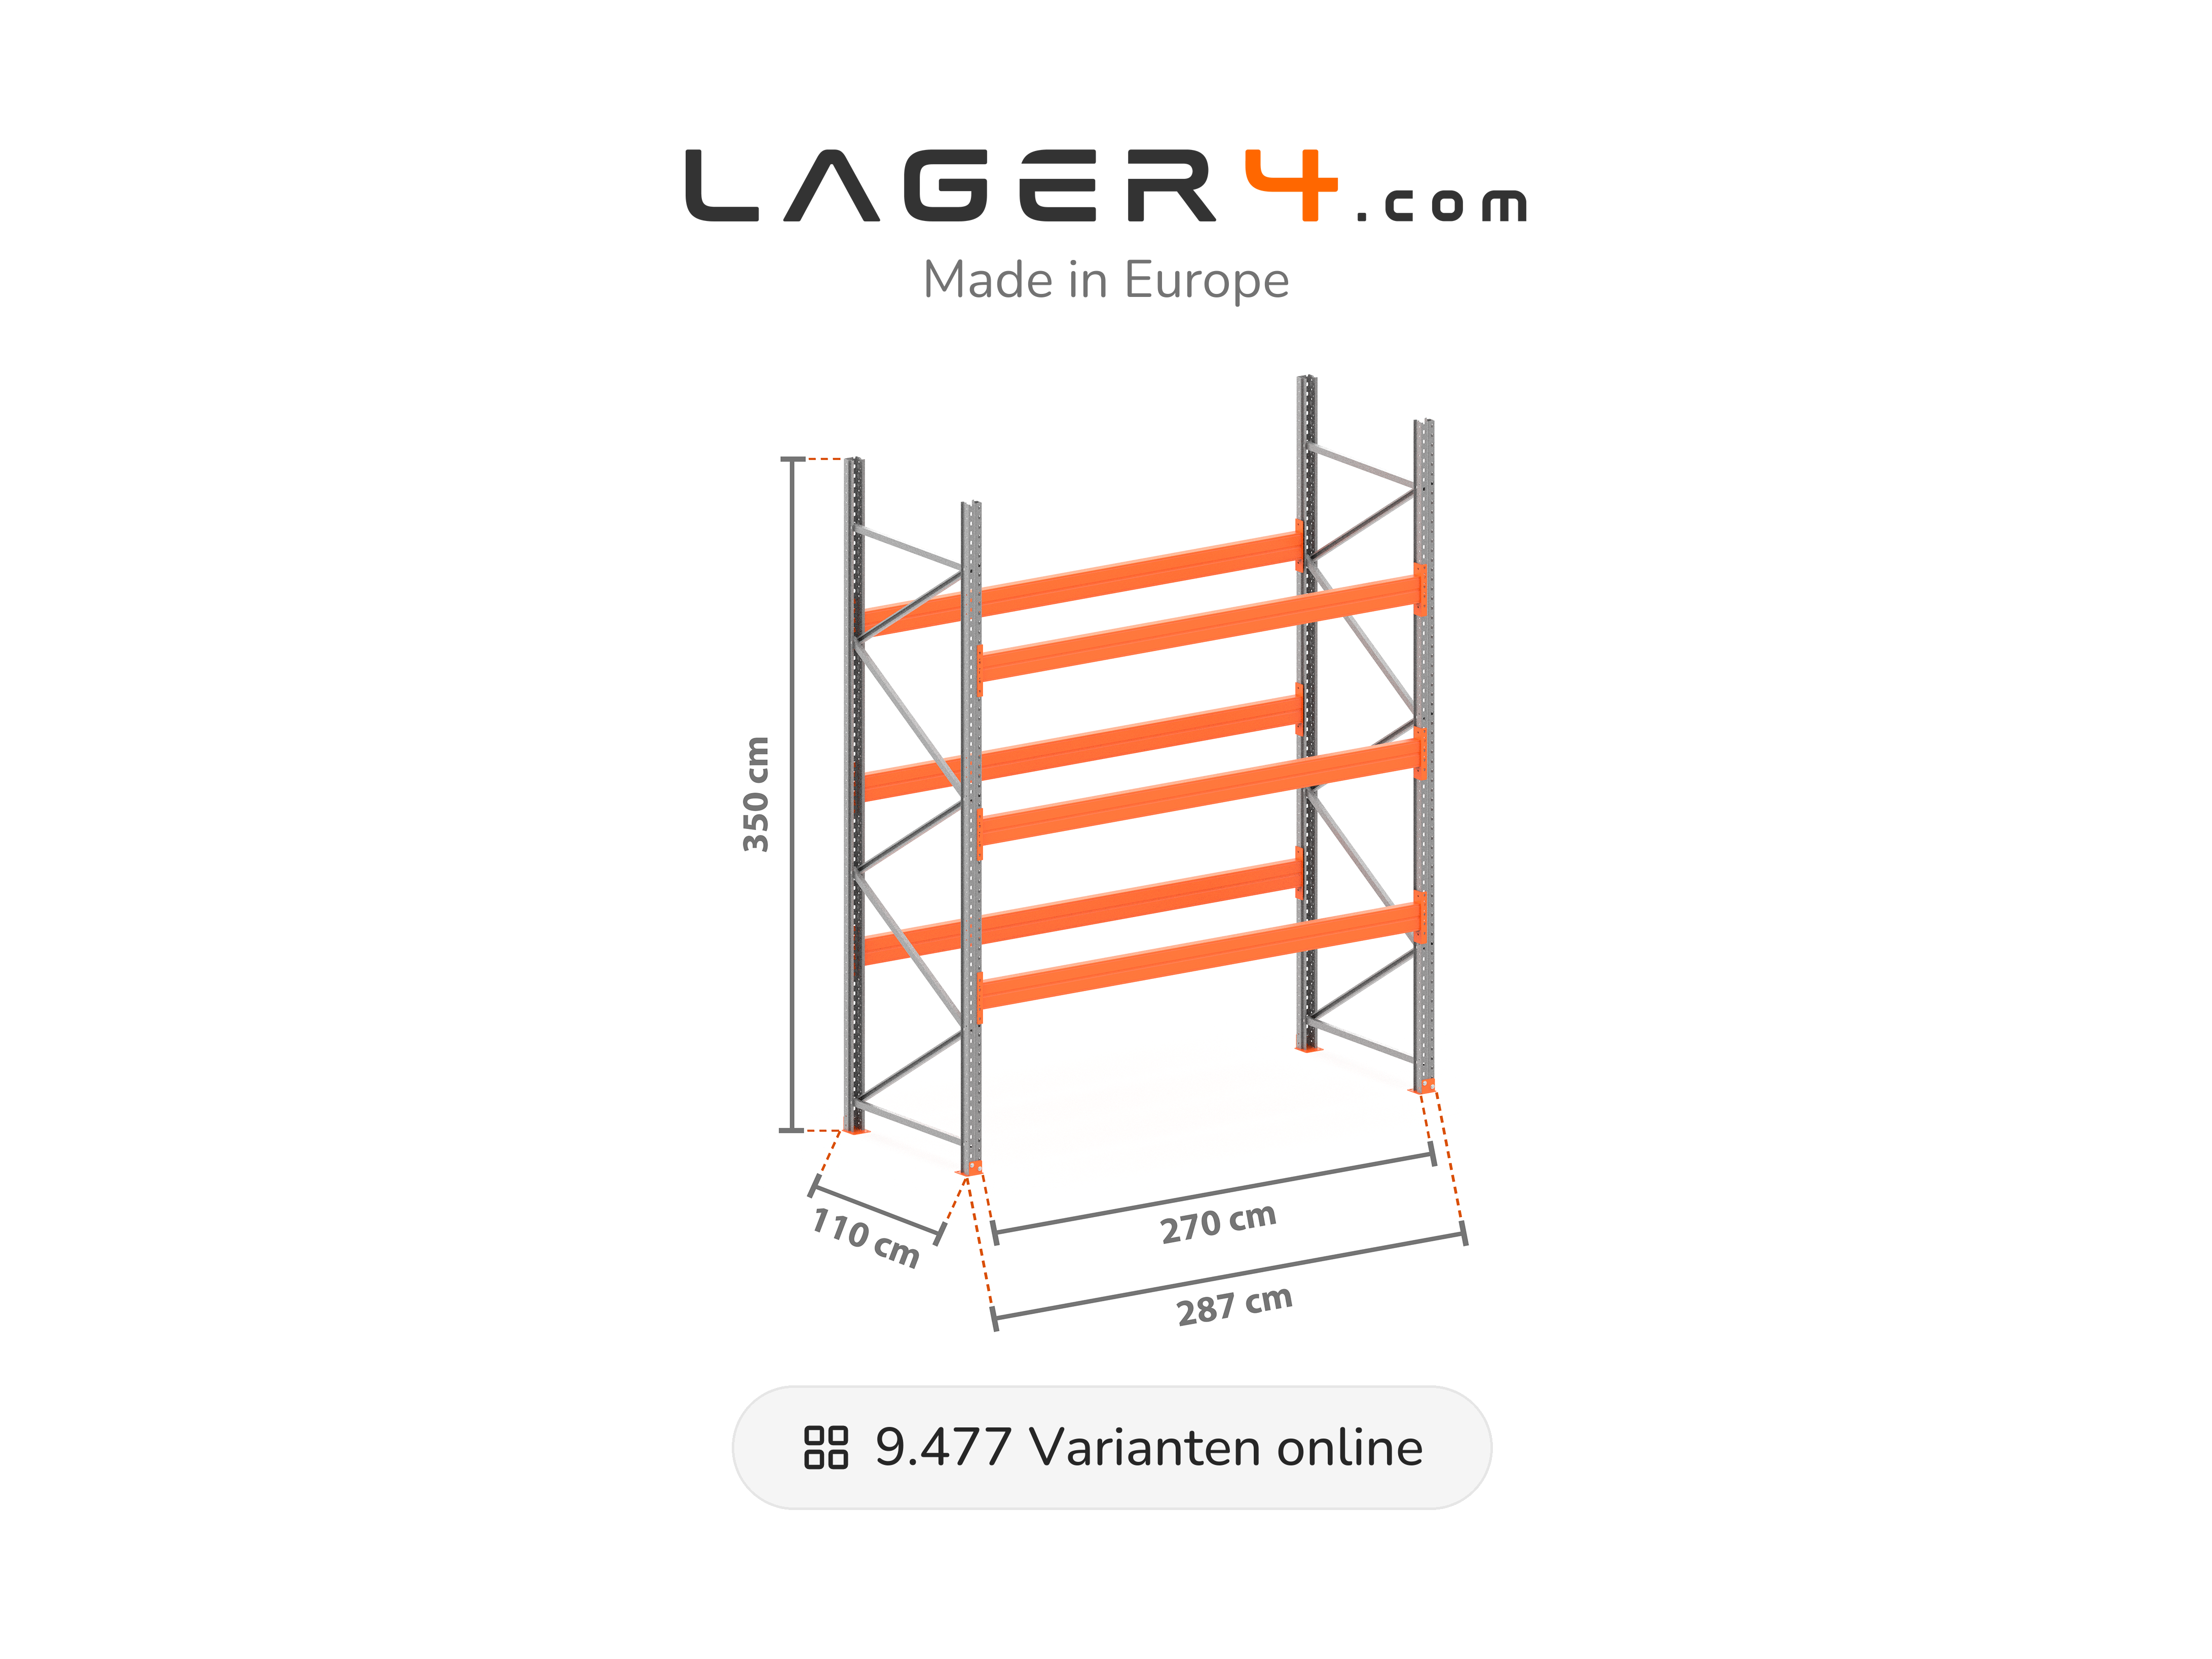 LAGER4.com
Made in Europe
350 cm
110 cm
270 cm
287 cm
9.477 Varianten online